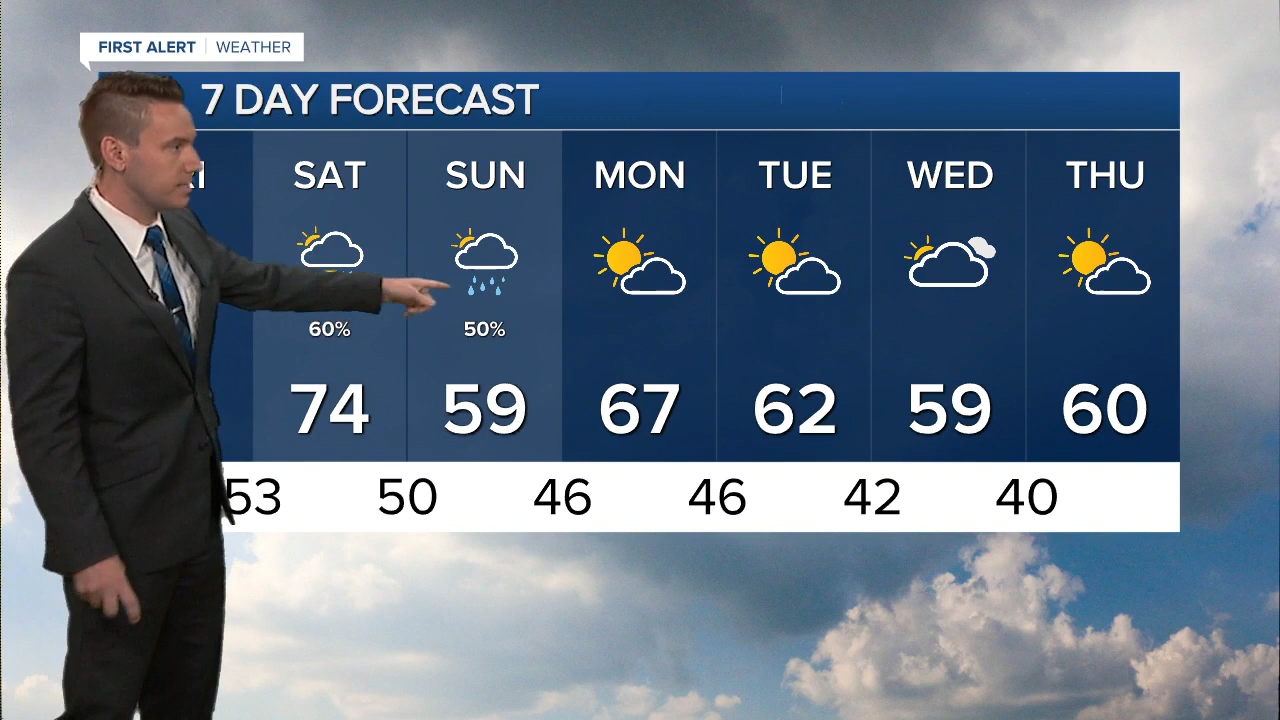 FIRST ALERT | WEATHER
7 DAY FORECAST
SAT SUN MON TUE WED THU
60% 50%
74 59 67 62 59 60
53 50 46 46 42 40